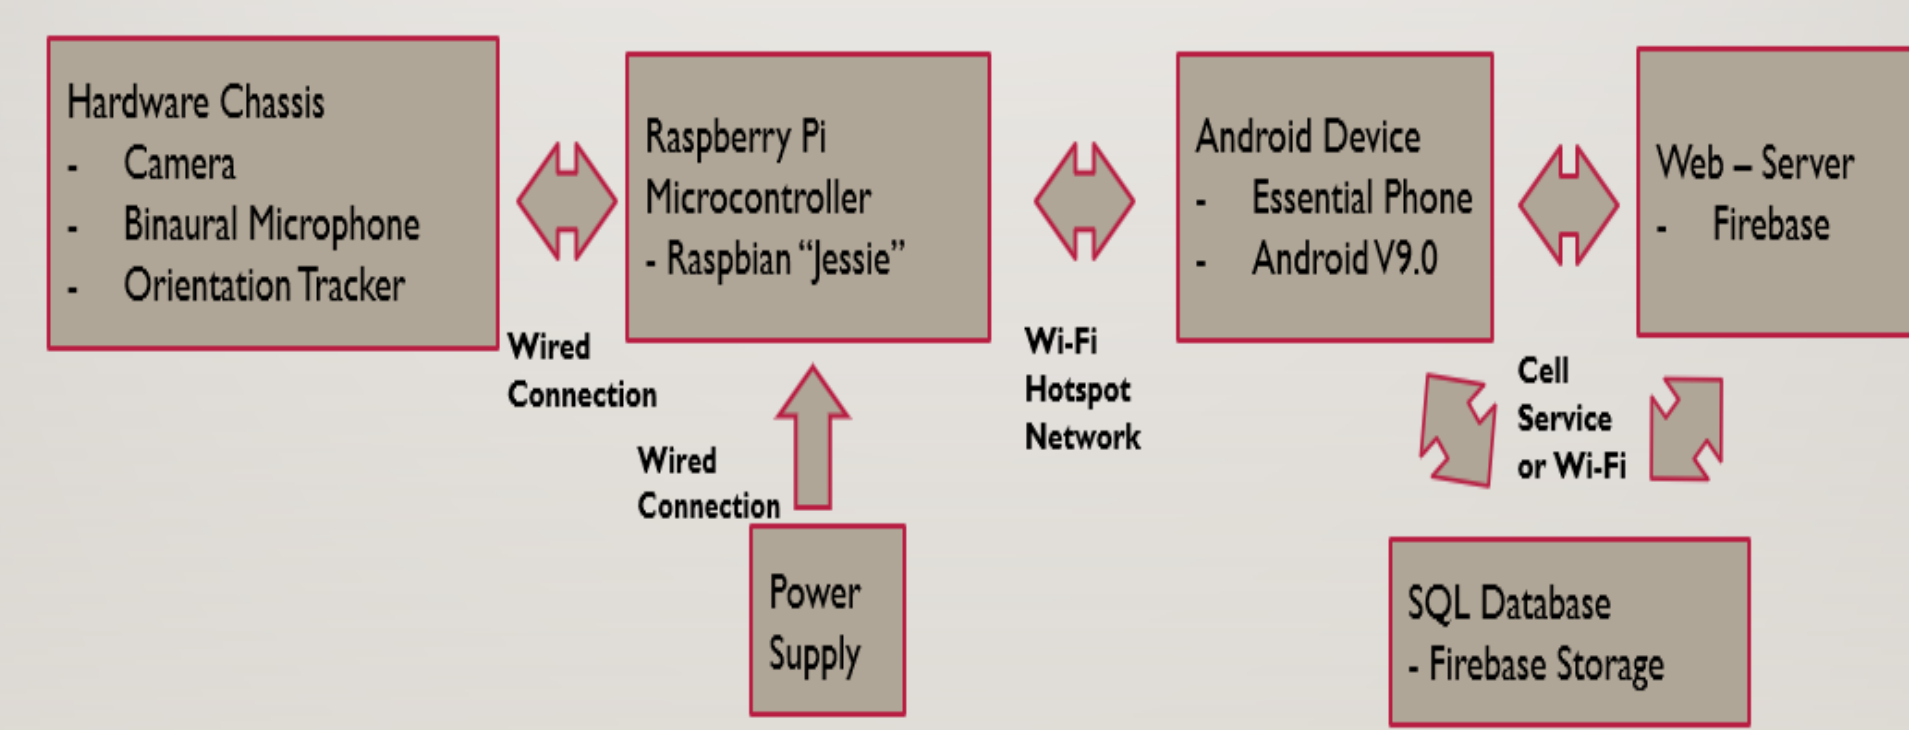 Hardware Chassis
- Camera
- Binaural Microphone
- Orientation Tracker
Wired
Connection
Raspberry Pi
Microcontroller
- Raspbian “Jessie”
Wired
Connection
Power
Supply
Wi-Fi
Hotspot
Network
Android Device
- Essential Phone
- Android V9.0
Cell
Service
or Wi-Fi
Web – Server
- Firebase
SQL Database
- Firebase Storage